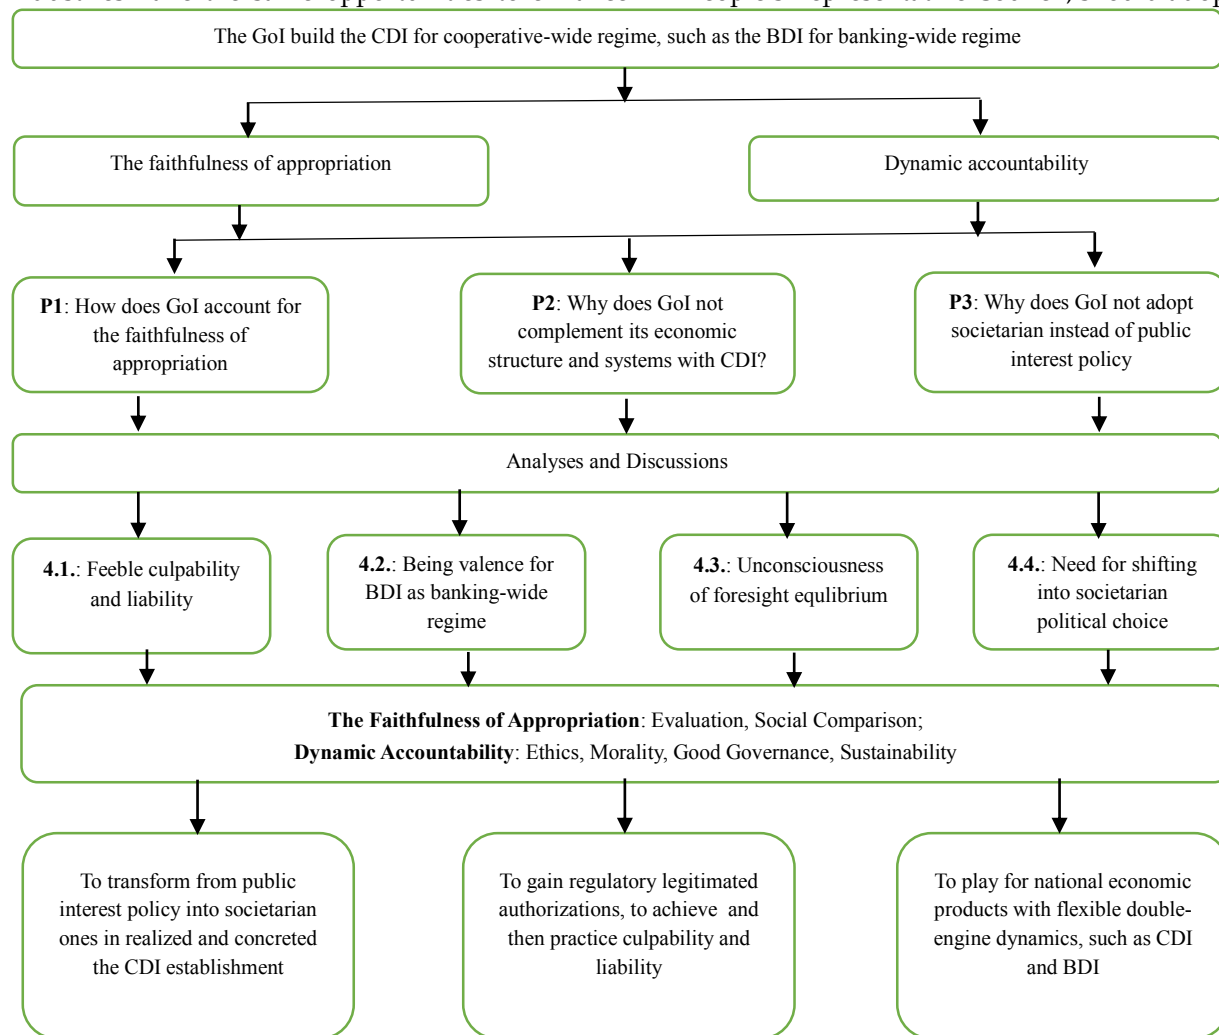 The GoI build the CDI for cooperative-wide regime, such as the BDI for banking-wide regime
The faithfulness of appropriation
Dynamic accountability
P1: How does GoI account for
the faithfulness of
appropriation
P2: Why does GoI not
complement its economic
structure and systems with CDI?
P3: Why does GoI not adopt
societarian instead of public
interest policy
Analyses and Discussions
4.1.: Feeble culpability
and liability
4.2.: Being valence for
BDI as banking-wide
regime
4.3.: Unconsciousness
of foresight equlibrium
4.4.: Need for shifting
into societarian
political choice
The Faithfulness of Appropriation: Evaluation, Social Comparison;
Dynamic Accountability: Ethics, Morality, Good Governance, Sustainability
To transform from public
interest policy into societarian
ones in realized and concreted
the CDI establishment
To gain regulatory legitimated
authorizations, to achieve and
then practice culpability and
liability
To play for national economic
products with flexible double-
engine dynamics, such as CDI
and BDI